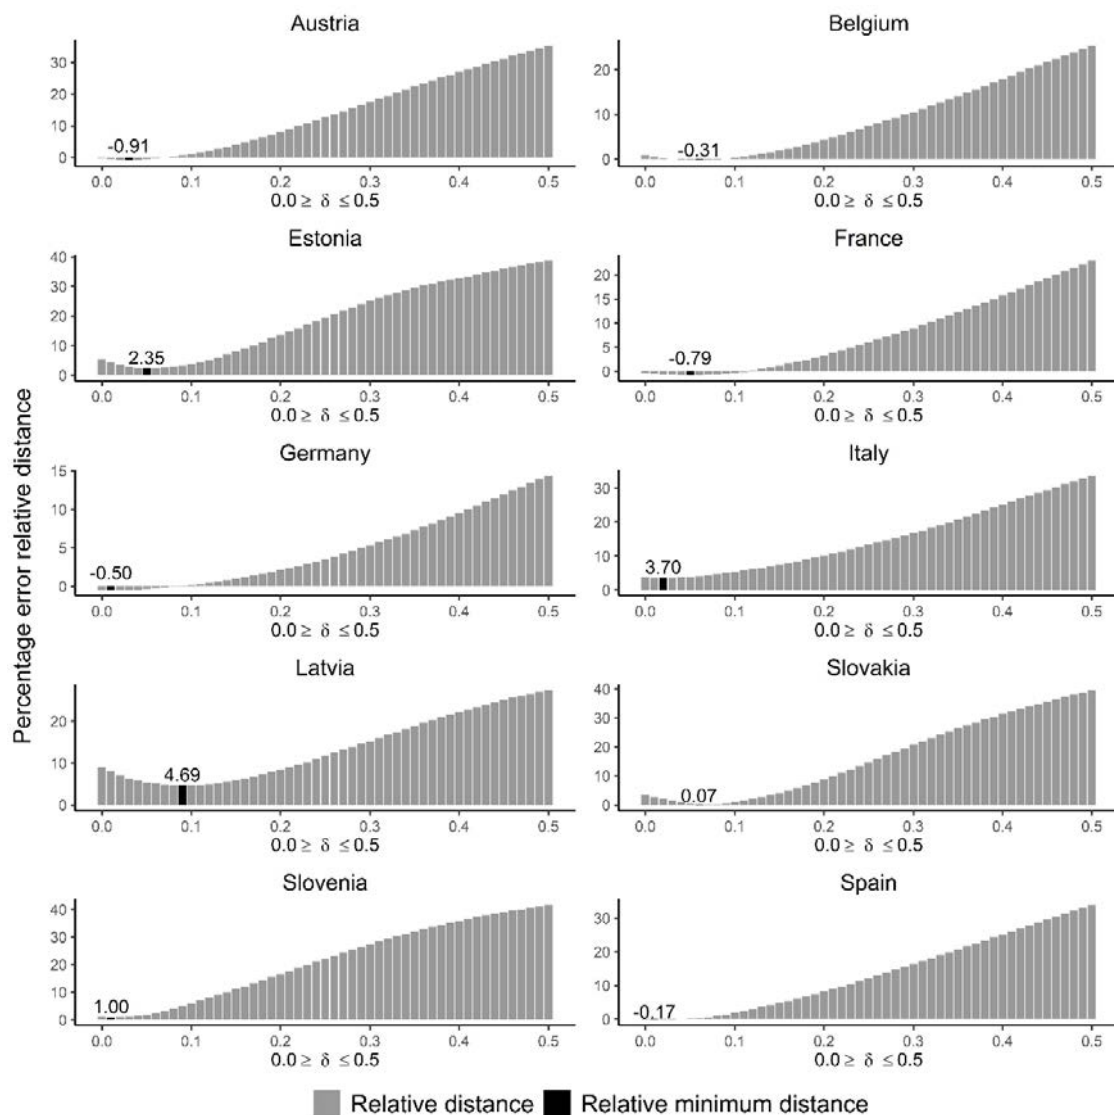 Percentage error relative distance
Austria
30
20
10
0
-0.91
0.0 0.1 0.2 0.3 0.4 0.5
0.0 ≥ δ ≤ 0.5
Belgium
20
10
0
-0.31
0.0 0.1 0.2 0.3 0.4 0.5
0.0 ≥ δ ≤ 0.5
Estonia
40
30
20
10
0
2.35
0.0 0.1 0.2 0.3 0.4 0.5
0.0 ≥ δ ≤ 0.5
France
20
15
10
5
0
-0.79
0.0 0.1 0.2 0.3 0.4 0.5
0.0 ≥ δ ≤ 0.5
Germany
15
10
5
0
-0.50
0.0 0.1 0.2 0.3 0.4 0.5
0.0 ≥ δ ≤ 0.5
Italy
30
20
10
0
3.70
0.0 0.1 0.2 0.3 0.4 0.5
0.0 ≥ δ ≤ 0.5
Latvia
20
10
0
4.69
0.0 0.1 0.2 0.3 0.4 0.5
0.0 ≥ δ ≤ 0.5
Slovakia
40
30
20
10
0
0.07
0.0 0.1 0.2 0.3 0.4 0.5
0.0 ≥ δ ≤ 0.5
Slovenia
40
30
20
10
0
1.00
0.0 0.1 0.2 0.3 0.4 0.5
0.0 ≥ δ ≤ 0.5
Spain
30
20
10
0
-0.17
0.0 0.1 0.2 0.3 0.4 0.5
0.0 ≥ δ ≤ 0.5
Relative distance Relative minimum distance